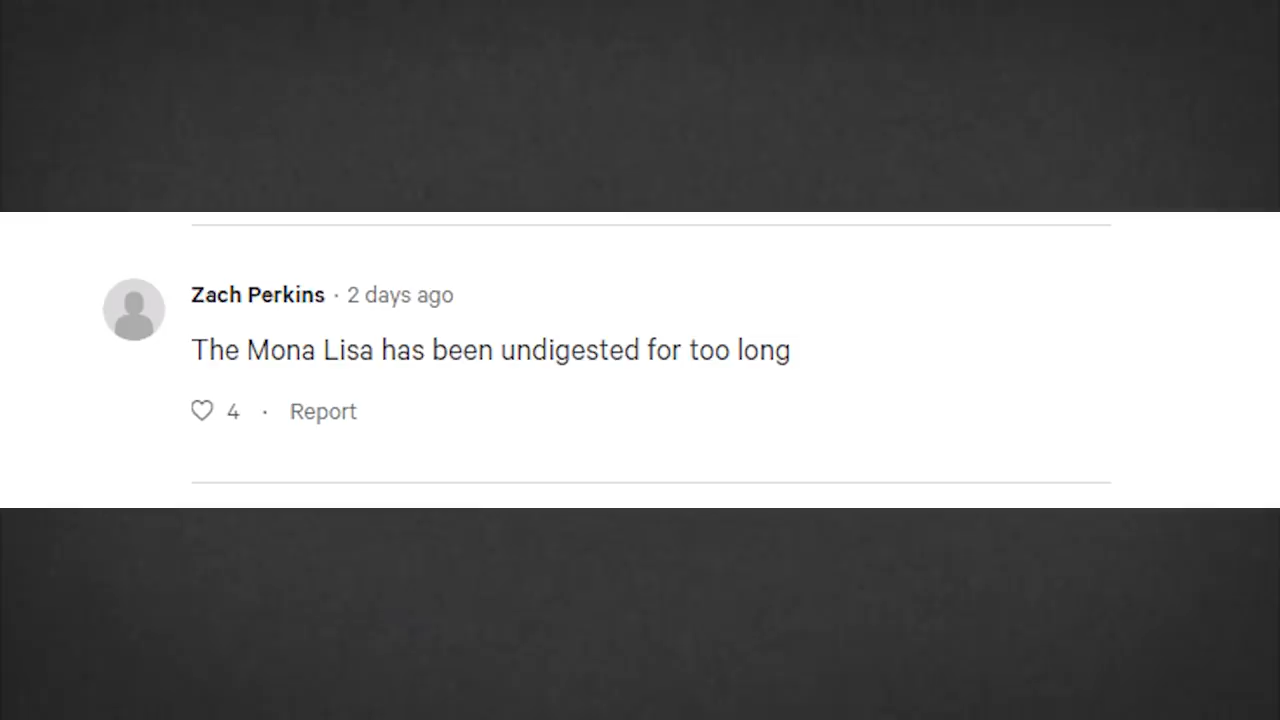 Zach Perkins · 2 days ago
The Mona Lisa has been undigested for too long
4 · Report